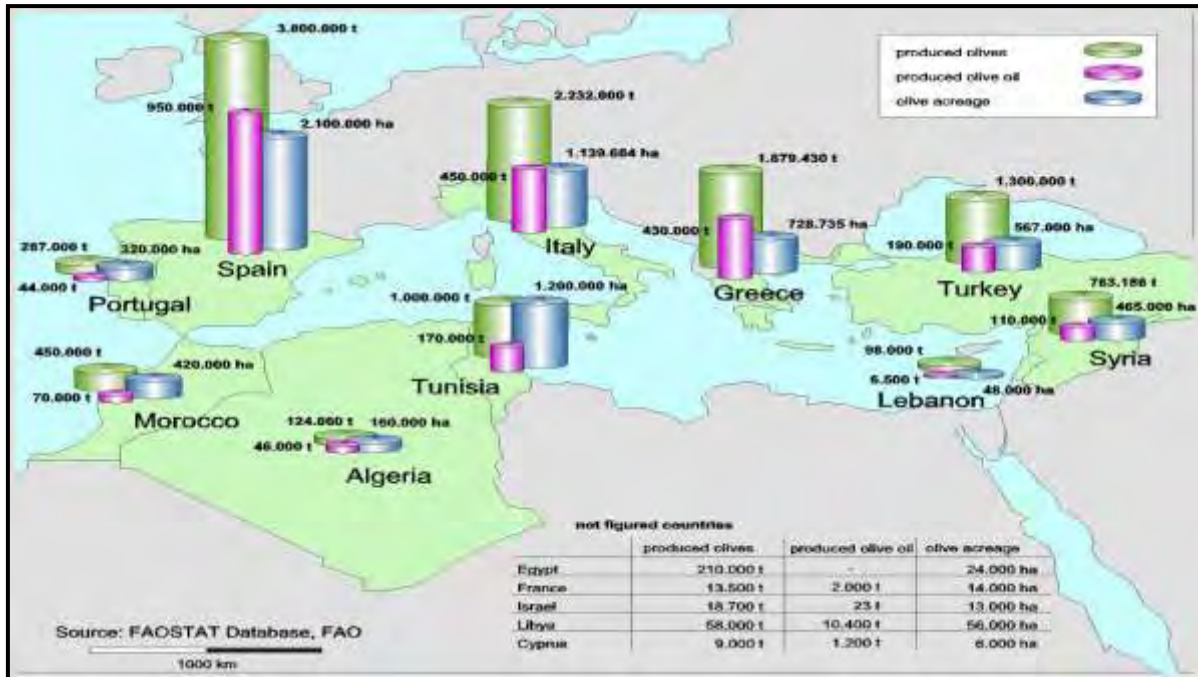 3.800.000 t
950.000 t
2.100.000 ha
Spain
2.232.000 t
450.000 t
1.139.684 ha
Italy
1.879.430 t
430.000 t
728.735 ha
Greece
1.300.000 t
190.000 t
567.000 ha
Turkey
produced olives
produced olive oil
olive acreage
287.000 t
320.000 ha
44.000 t
Portugal
1.000.000 t
1.200.000 ha
170.000 t
Tunisia
465.000 ha
110.000 t
Syria
98.000 t
6.500 t
48.000 ha
Lebanon
450.000 t
420.000 ha
70.000 t
Morocco
160.000 ha
46.000 t
Algeria
not figured countries
produced olives produced olive oil olive acreage
Egypt 210.000 t - 24.000 ha
France 13.500 t 2.000 t 14.000 ha
Israel 18.700 t 23 t 13.000 ha
Libya 58.000 t 10.400 t 56.000 ha
Cyprus 9.000 t 1.200 t 6.000 ha
Source: FAOSTAT Database, FAO
1000 km